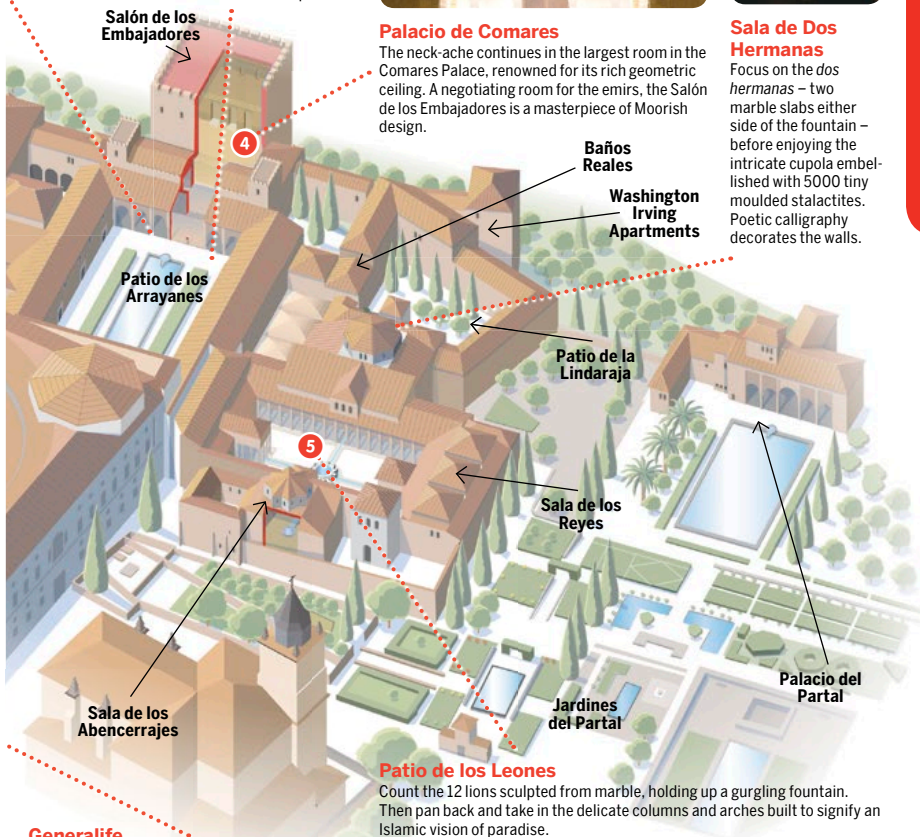 Salón de los
Embajadores
Palacio de Comares
The neck-ache continues in the largest room in the
Comares Palace, renowned for its rich geometric
ceiling. A negotiating room for the emirs, the Salón
de los Embajadores is a masterpiece of Moorish
design.
Sala de Dos
Hermanas
Focus on the dos
hermanas – two
marble slabs either
side of the fountain –
before enjoying the
intricate cupola embel-
lished with 5000 tiny
moulded stalactites.
Poetic calligraphy
decorates the walls.
4
Baños
Reales
Washington
Irving
Apartments
Patio de los
Arrayanes
Patio de la
Lindaraja
5
Sala de los
Reyes
Palacio del
Partal
Sala de los
Abencerrajes
Jardines
del Partal
Patio de los Leones
Count the 12 lions sculpted from marble, holding up a gurgling fountain.
Then pan back and take in the delicate columns and arches built to signify an
Islamic vision of paradise.
Generalife